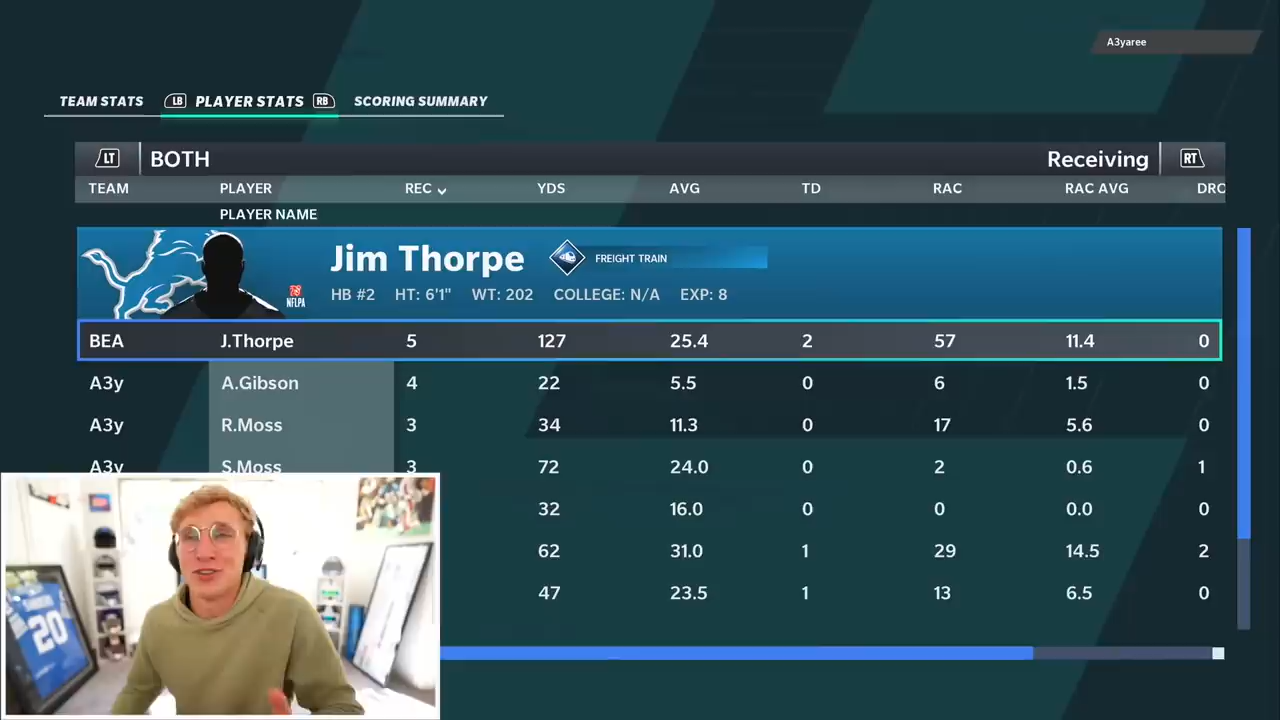 A3yaree
TEAM STATS LB PLAYER STATS RB SCORING SUMMARY
LT BOTH Receiving RT
TEAM PLAYER REC YDS AVG TD RAC RAC AVG DRO
PLAYER NAME
Jim Thorpe FREIGHT TRAIN
NFLPA HB #2 HT: 6'1" WT: 202 COLLEGE: N/A EXP: 8
BEA J.Thorpe 5 127 25.4 2 57 11.4 0
A3y A.Gibson 4 22 5.5 0 6 1.5 0
A3y R.Moss 3 34 11.3 0 17 5.6 0
A3y S.Moss 3 72 24.0 0 2 0.6 1
32 16.0 0 0 0.0 0
62 31.0 1 29 14.5 2
47 23.5 1 13 6.5 0
20